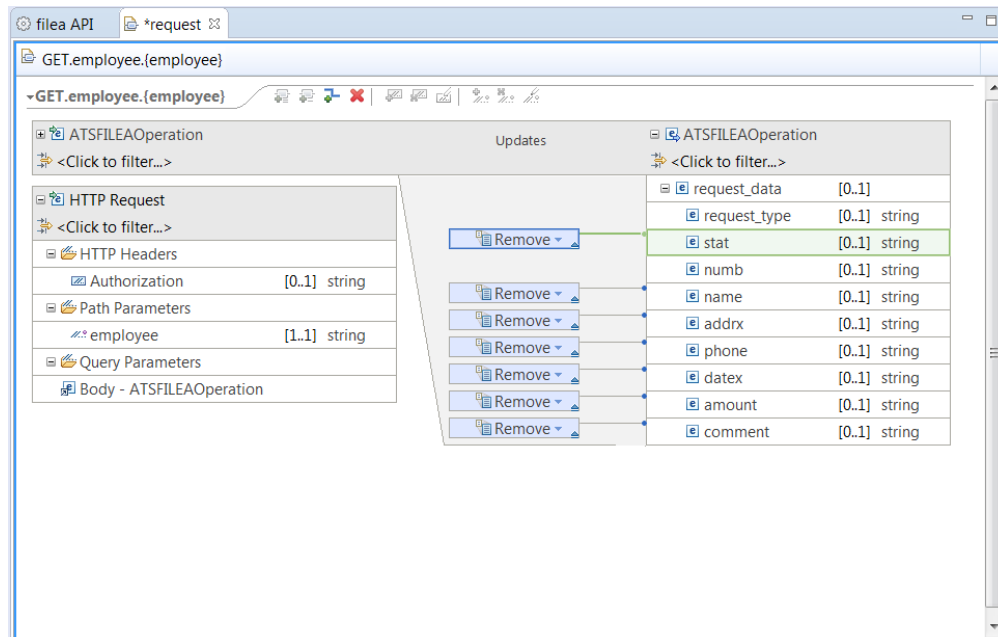 filea API *request
GET.employee.{employee}
GET.employee.{employee}
ATSFILEAOperation
<Click to filter...>
Updates
ATSFILEAOperation
<Click to filter...>
HTTP Request
<Click to filter...>
HTTP Headers
Authorization [0..1] string
Path Parameters
employee [1..1] string
Query Parameters
Body - ATSFILEAOperation
Remove
Remove
Remove
Remove
Remove
Remove
Remove
request_data [0..1]
request_type [0..1] string
stat [0..1] string
numb [0..1] string
name [0..1] string
addrx [0..1] string
phone [0..1] string
datex [0..1] string
amount [0..1] string
comment [0..1] string